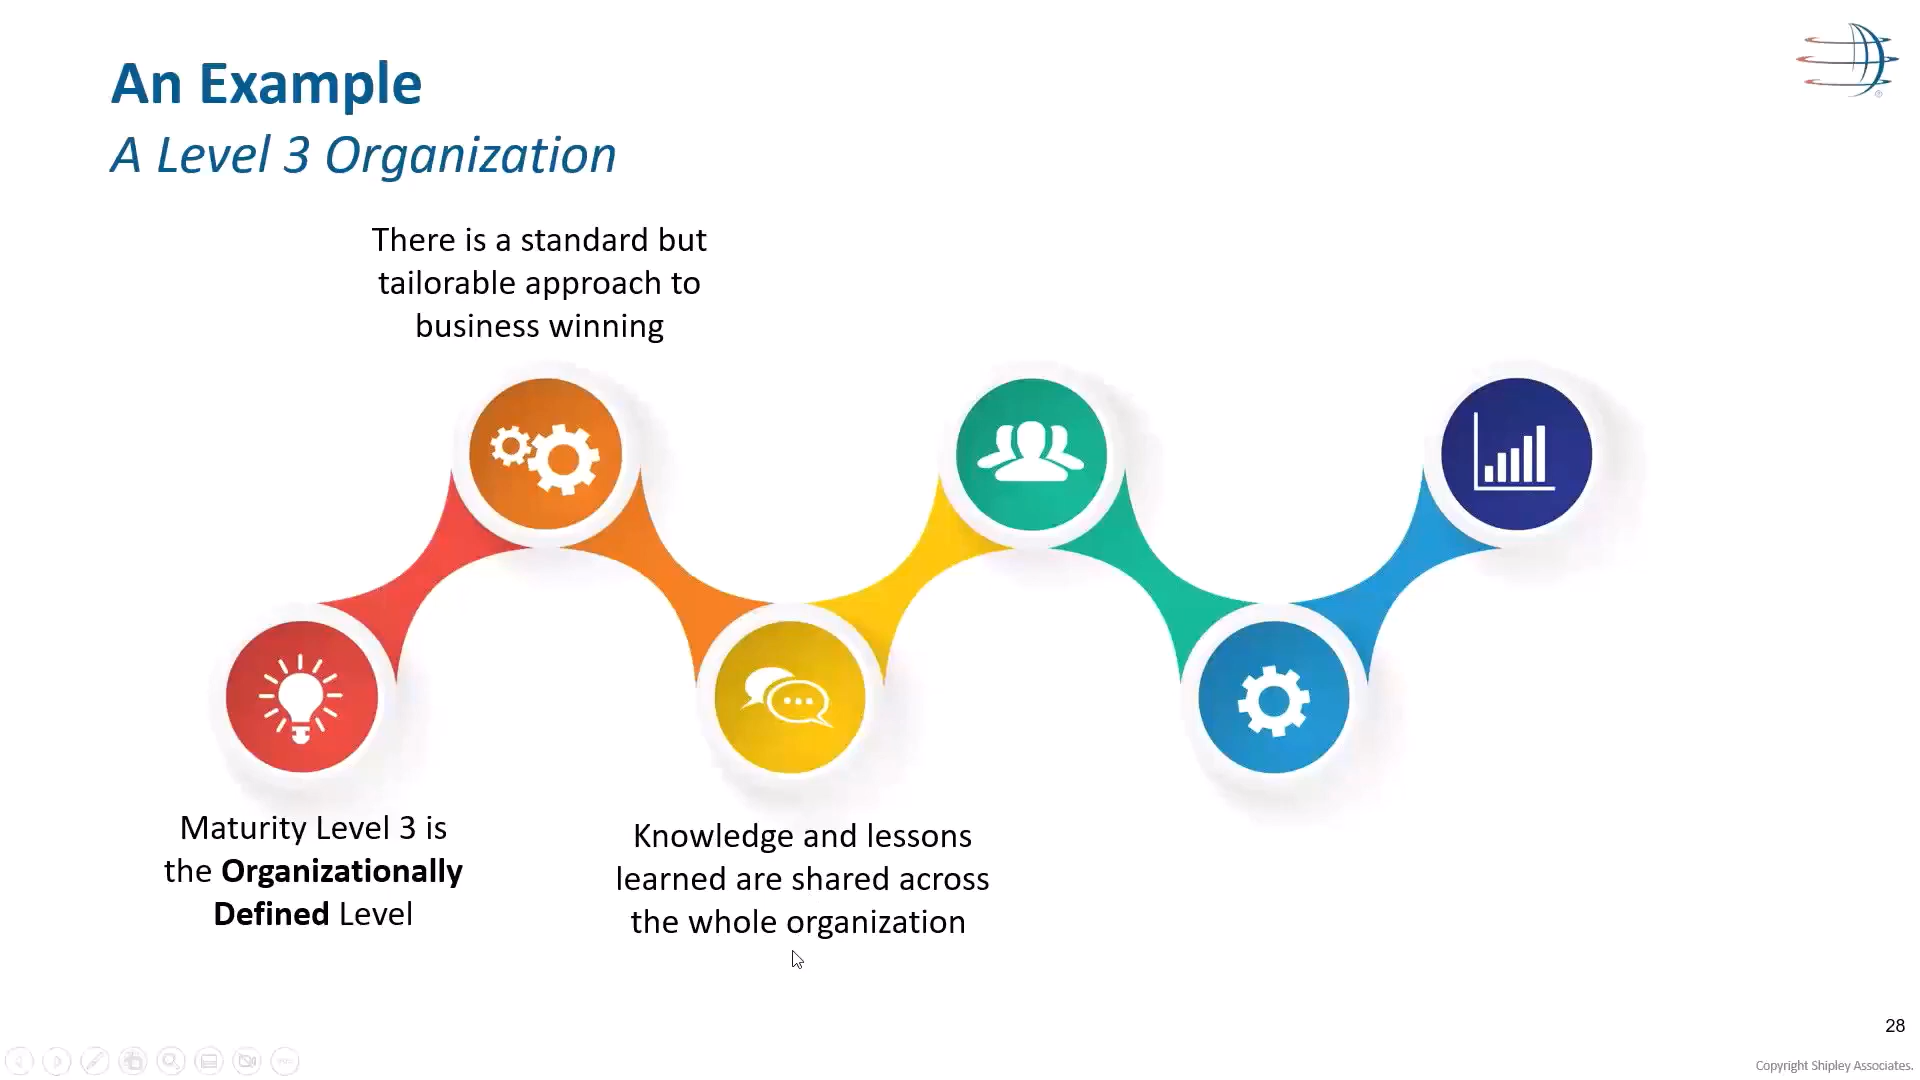 An Example
A Level 3 Organization
There is a standard but
tailorable approach to
business winning
Maturity Level 3 is
the Organizationally
Defined Level
Knowledge and lessons
learned are shared across
the whole organization
28
Copyright Shipley Associates.